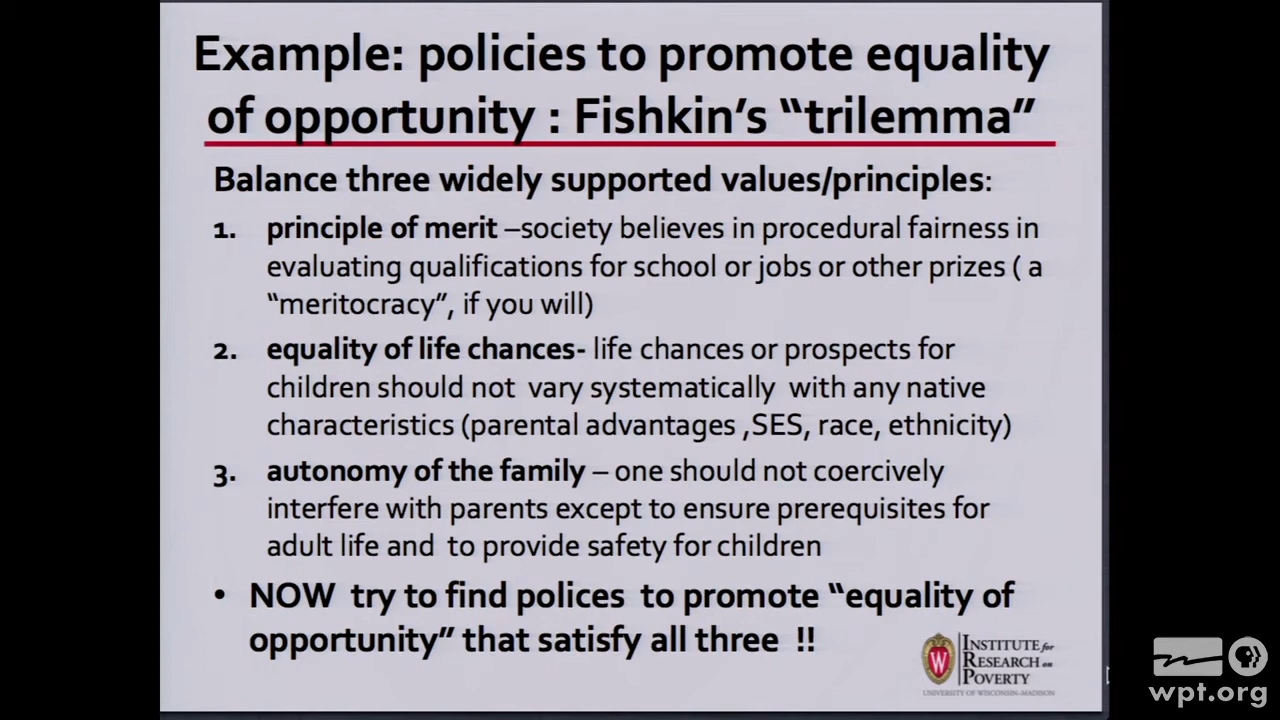 Example: policies to promote equality
of opportunity : Fishkin's “trilemma”
Balance three widely supported values/principles:
1. principle of merit –society believes in procedural fairness in
evaluating qualifications for school or jobs or other prizes ( a
“meritocracy”, if you will)
2. equality of life chances- life chances or prospects for
children should not vary systematically with any native
characteristics (parental advantages ,SES, race, ethnicity)
3. autonomy of the family – one should not coercively
interfere with parents except to ensure prerequisites for
adult life and to provide safety for children
• NOW try to find polices to promote “equality of
opportunity” that satisfy all three !!
W
INSTITUTE for
RESEARCH on
POVERTY
UNIVERSITY OF WISCONSIN–MADISON
wpt.org